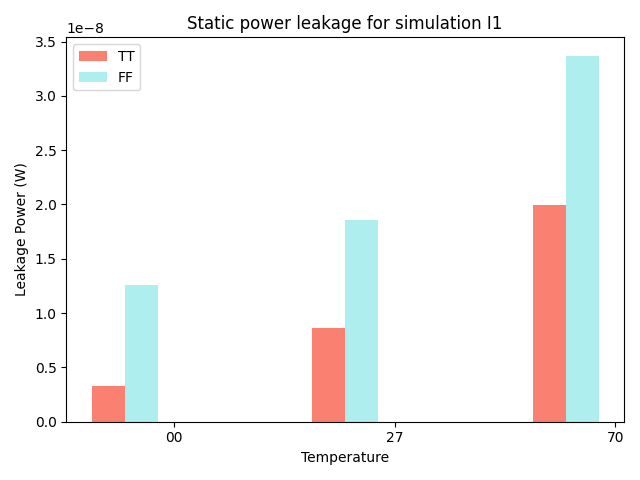 Static power leakage for simulation I1
1e−8
TT
FF
3.5
3.0
2.5
2.0
1.5
1.0
0.5
0.0
Leakage Power (W)
00 27 70
Temperature